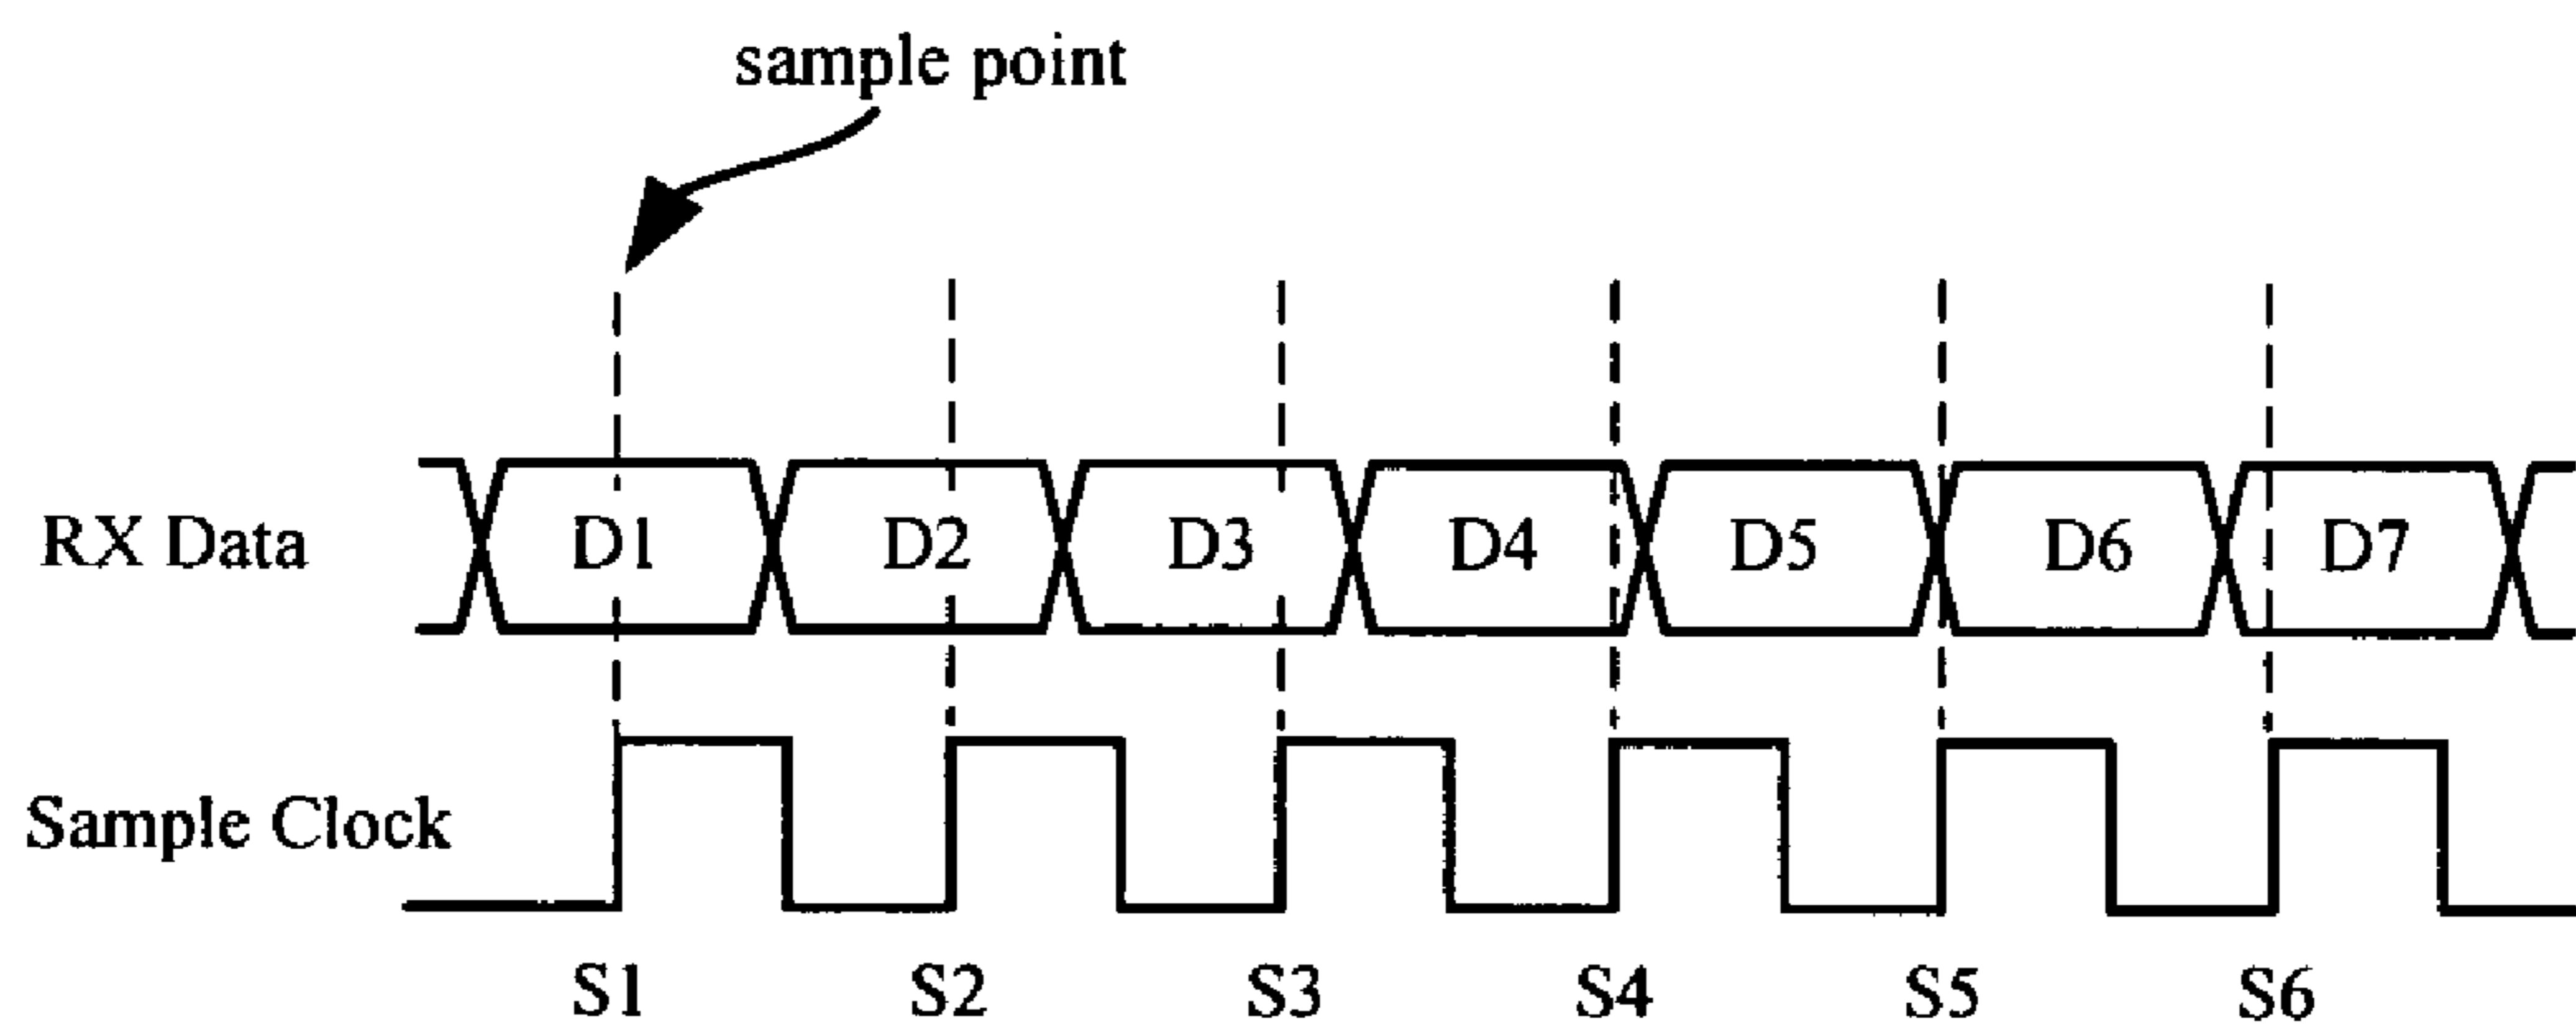 sample point
RX Data D1 D2 D3 D4 D5 D6 D7
Sample Clock
S1 S2 S3 S4 S5 S6